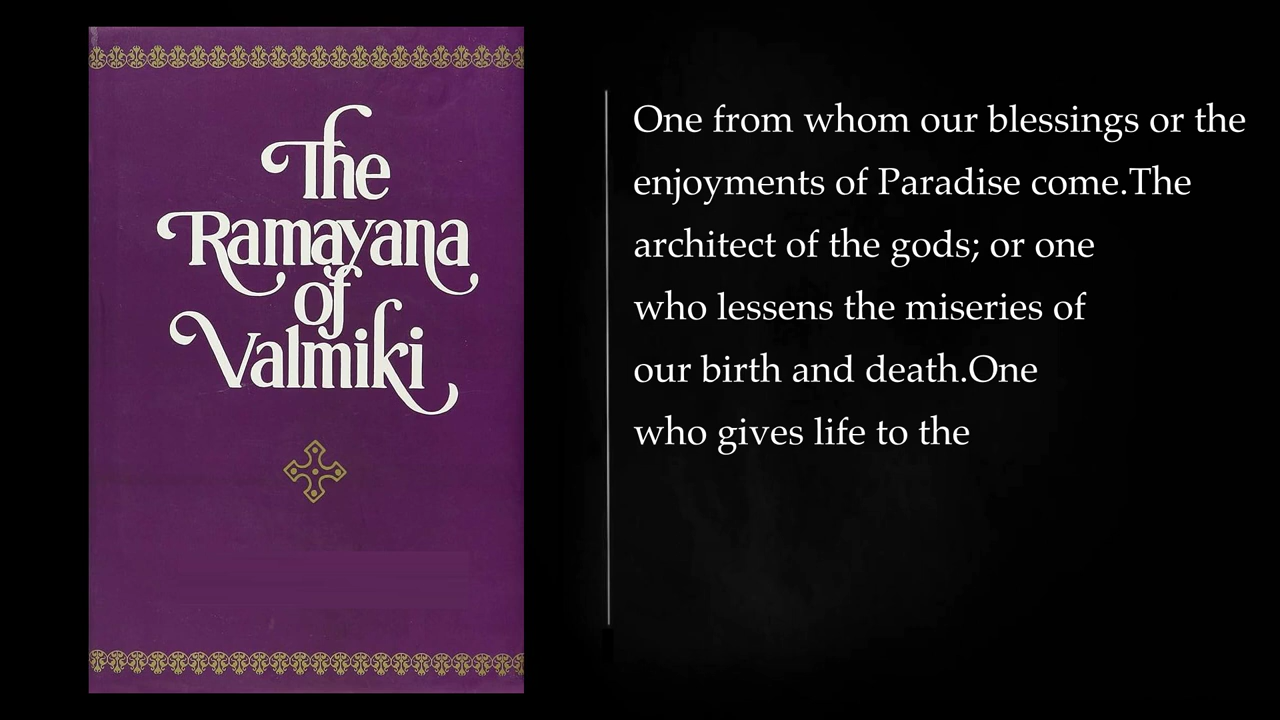 The
Ramayana
of
Valmiki
One from whom our blessings or the
enjoyments of Paradise come.The
architect of the gods; or one
who lessens the miseries of
our birth and death.One
who gives life to the